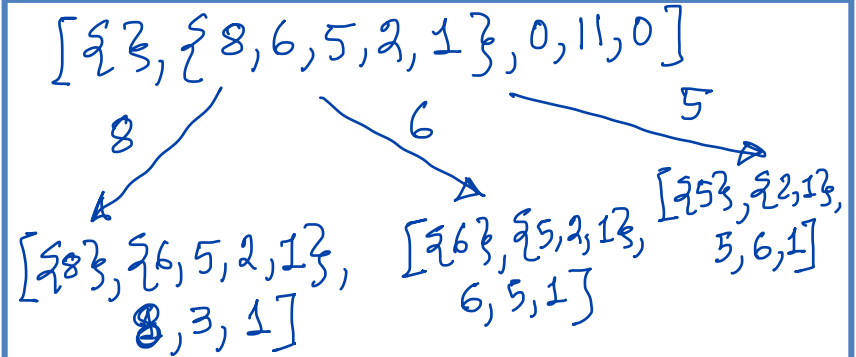 [{}, {8,6,5,2,1}, 0, 11, 0]
8
6
5
[{8}, {6,5,2,1},
8, 3, 1]
[{6}, {5,2,1},
6, 5, 1]
[{5}, {2,1},
5, 6, 1]